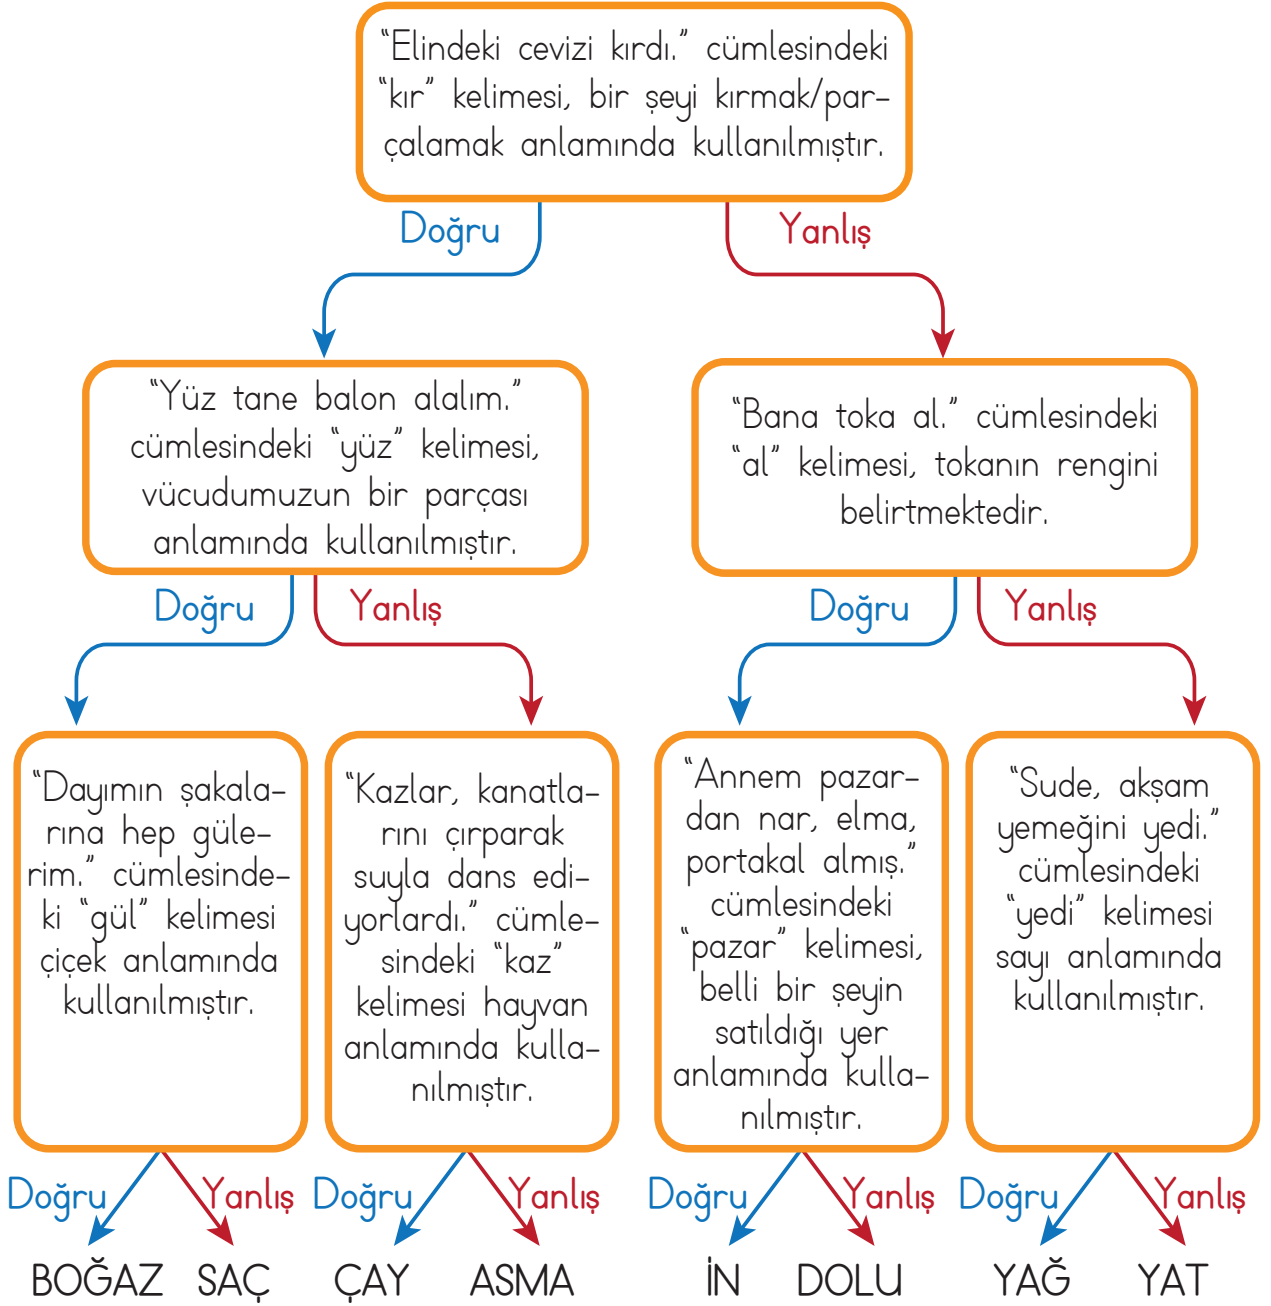 “Elindeki cevizi kırdı.” cümlesindeki
“kır” kelimesi, bir şeyi kırmak/par-
çalamak anlamında kullanılmıştır.
Doğru
Yanlış
“Yüz tane balon alalım.”
cümlesindeki “yüz” kelimesi,
vücudumuzun bir parçası
anlamında kullanılmıştır.
“Bana toka al.” cümlesindeki
“al” kelimesi, tokanın rengini
belirtmektedir.
Doğru
Yanlış
Doğru
Yanlış
“Dayımın şakala-
rına hep güle-
rim.” cümlesinde-
ki “gül” kelimesi
çiçek anlamında
kullanılmıştır.
“Kazlar, kanatla-
rını çırparak
suyla dans edi-
yorlardı.” cümle-
sindeki “kaz”
kelimesi hayvan
anlamında kulla-
nılmıştır.
“Annem pazar-
dan nar, elma,
portakal almış.”
cümlesindeki
“pazar” kelimesi,
belli bir şeyin
satıldığı yer
anlamında kulla-
nılmıştır.
“Sude, akşam
yemeğini yedi.”
cümlesindeki
“yedi” kelimesi
sayı anlamında
kullanılmıştır.
Doğru
Yanlış
Doğru
Yanlış
Doğru
Yanlış
Doğru
Yanlış
BOĞAZ
SAÇ
ÇAY
ASMA
İN
DOLU
YAĞ
YAT